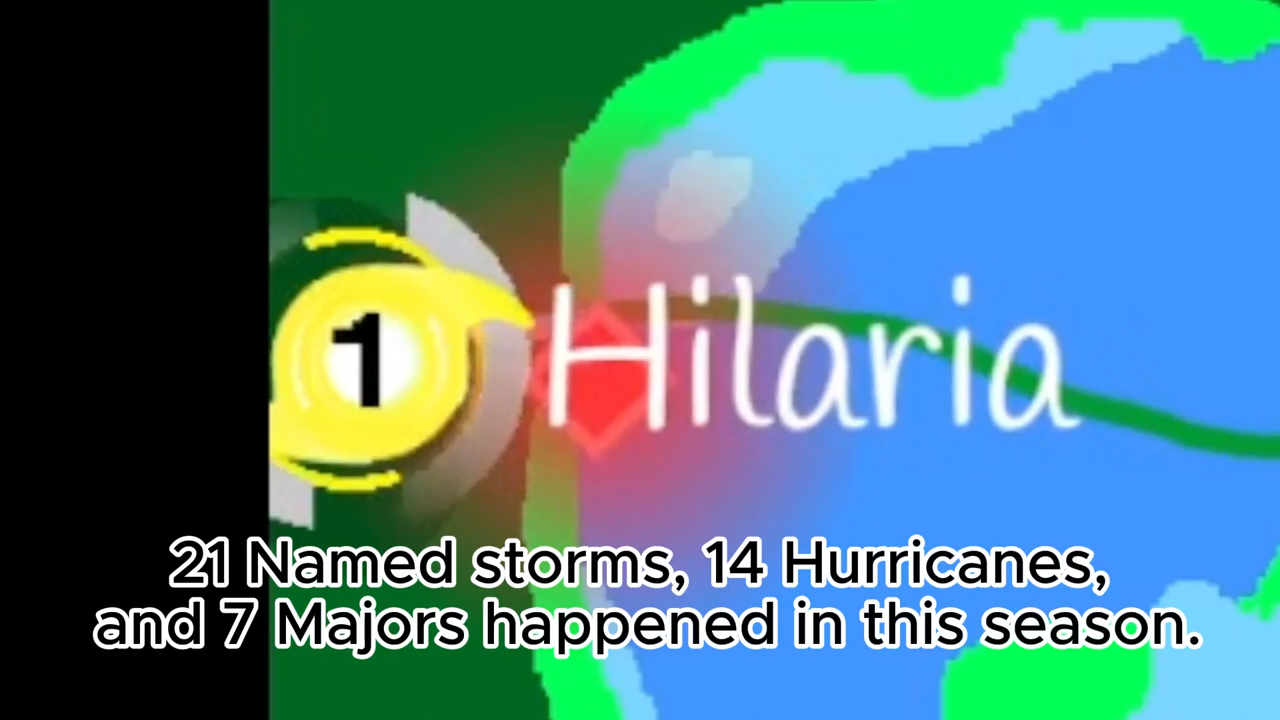 1
Hilaria
21 Named storms, 14 Hurricanes,
and 7 Majors happened in this season.